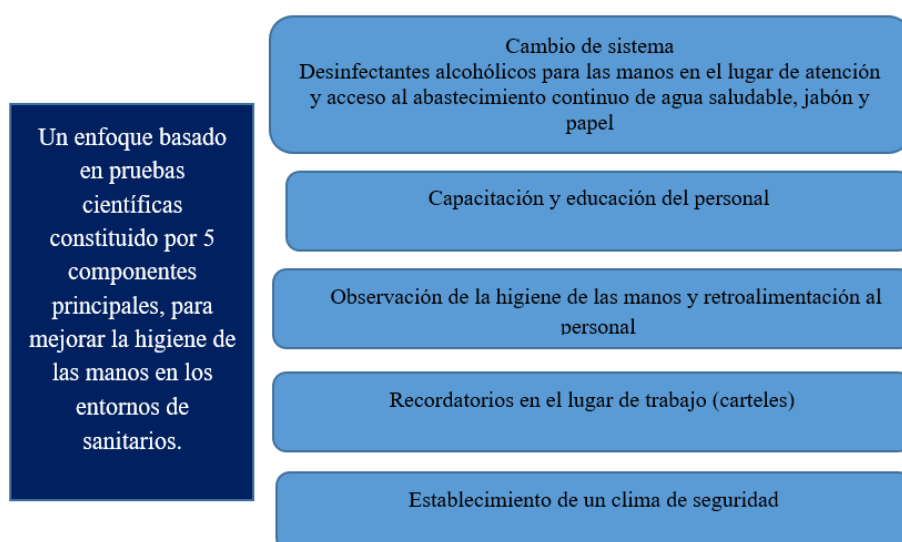 Un enfoque basado
en pruebas
científicas
constituido por 5
componentes
principales, para
mejorar la higiene de
las manos en los
entornos de
sanitarios.
Cambio de sistema
Desinfectantes alcohólicos para las manos en el lugar de atención
y acceso al abastecimiento continuo de agua saludable, jabón y
papel
Capacitación y educación del personal
Observación de la higiene de las manos y retroalimentación al
personal
Recordatorios en el lugar de trabajo (carteles)
Establecimiento de un clima de seguridad